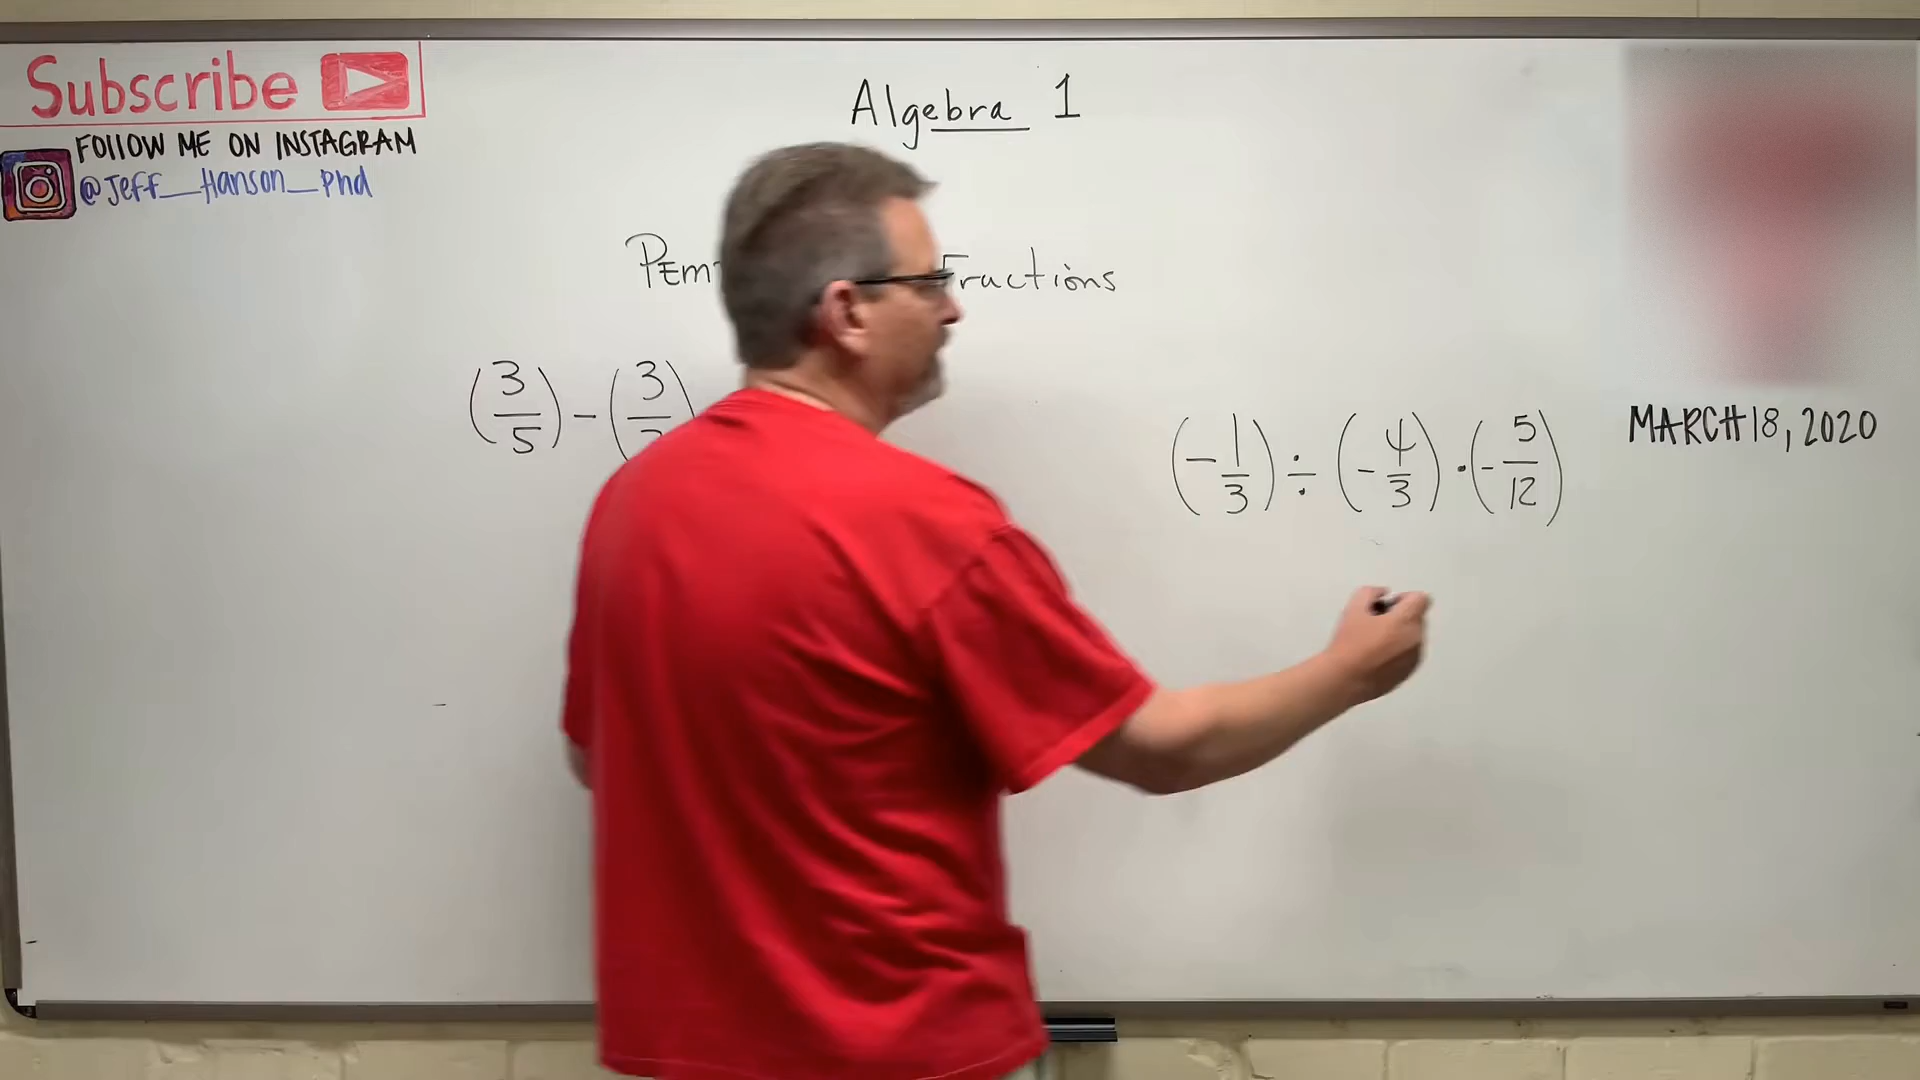 Subscribe
FOLLOW ME ON INSTAGRAM
@Jeff_Hanson_Phd
Algebra 1
Fractions
(3/5) - (3/
(-1/3) ÷ (-4/3) · (-5/12)
MARCH 18, 2020